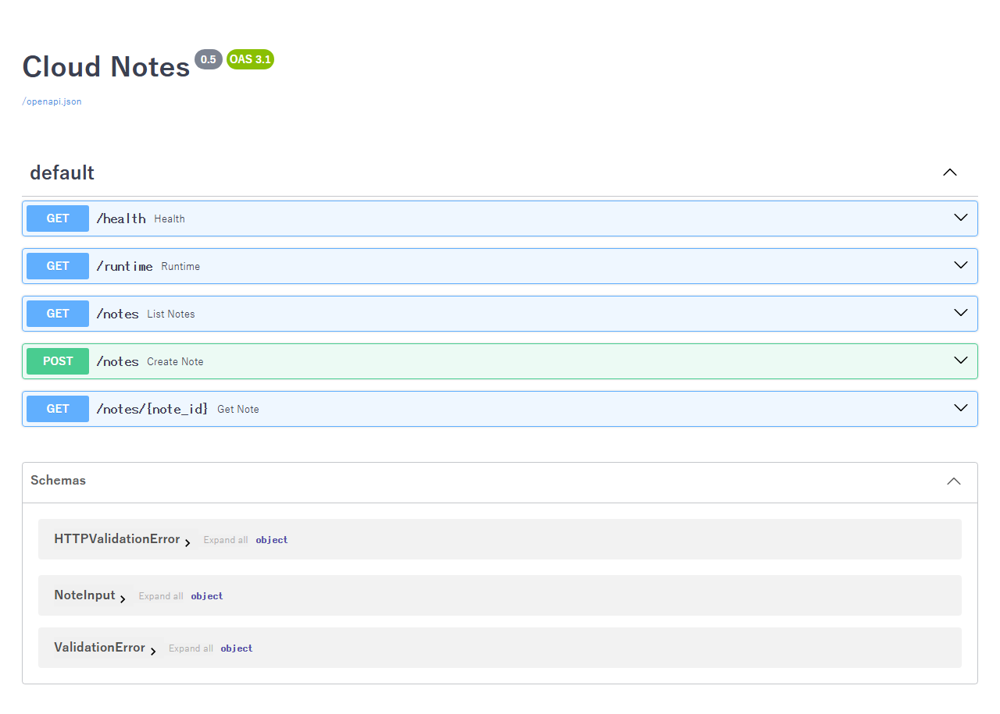 Cloud Notes 0.5 OAS 3.1
/openapi.json
default
GET /health Health
GET /runtime Runtime
GET /notes List Notes
POST /notes Create Note
GET /notes/{note_id} Get Note
Schemas
HTTPValidationError Expand all object
NoteInput Expand all object
ValidationError Expand all object